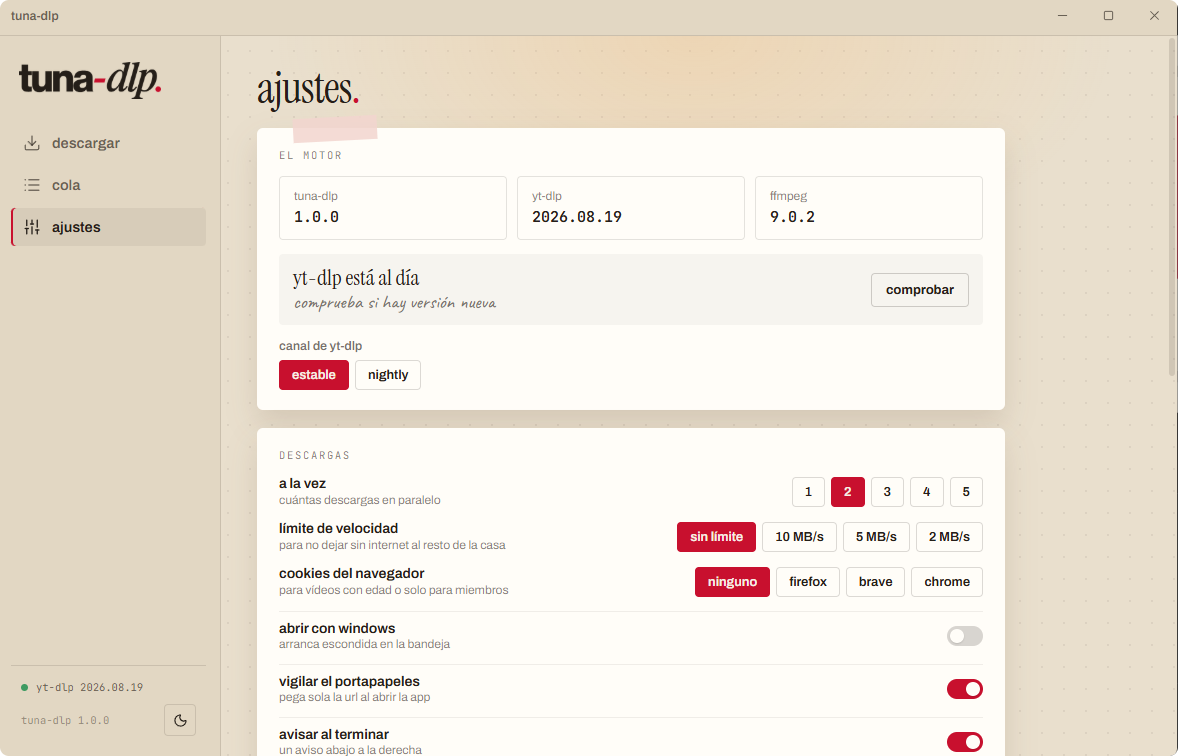 tuna-dlp
tuna-dlp.
descargar
cola
ajustes
yt-dlp 2026.08.19
tuna-dlp 1.0.0
ajustes.
EL MOTOR
tuna-dlp
1.0.0
yt-dlp
2026.08.19
ffmpeg
9.0.2
yt-dlp está al día
comprueba si hay versión nueva
comprobar
canal de yt-dlp
estable
nightly
DESCARGAS
a la vez
cuántas descargas en paralelo
1 2 3 4 5
límite de velocidad
para no dejar sin internet al resto de la casa
sin límite 10 MB/s 5 MB/s 2 MB/s
cookies del navegador
para vídeos con edad o solo para miembros
ninguno firefox brave chrome
abrir con windows
arranca escondida en la bandeja
vigilar el portapapeles
pega sola la url al abrir la app
avisar al terminar
un aviso abajo a la derecha